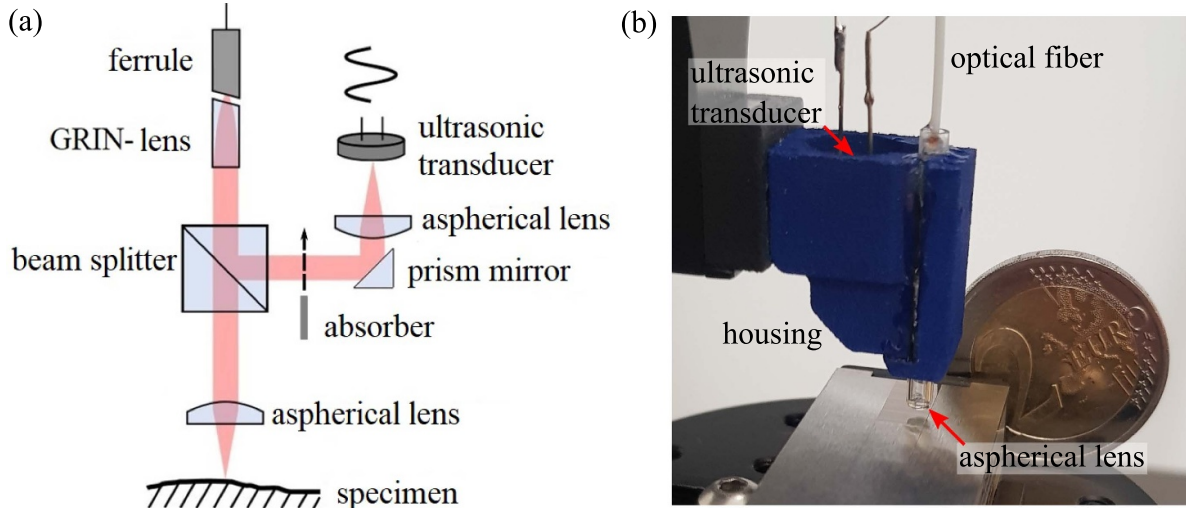 (a)
ferrule
GRIN-lens
ultrasonic
transducer
aspherical lens
beam splitter
prism mirror
absorber
aspherical lens
specimen
(b)
optical fiber
ultrasonic
transducer
housing
2
EURO
aspherical lens